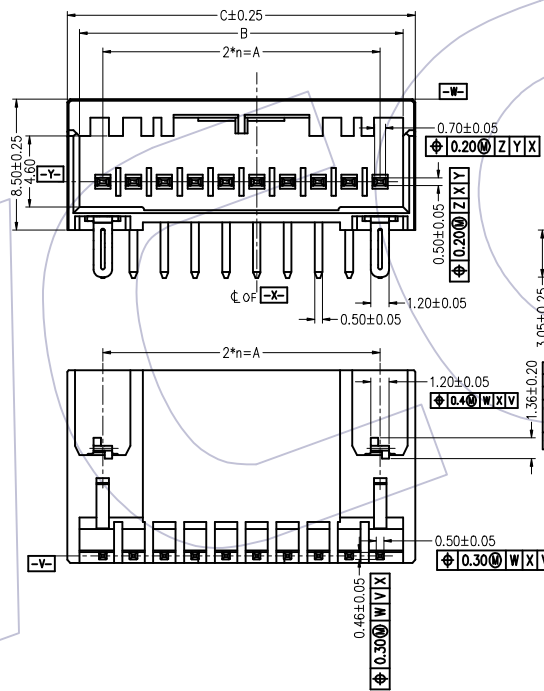 C±0.25
B
2*n=A
-W-
0.70±0.05
⌖ 0.20Ⓜ Z Y X
8.50±0.25
4.60
-Y-
0.50±0.05
⌖ 0.20Ⓜ Z X Y
℄ OF -X-
1.20±0.05
0.50±0.05
3.05±0.25
2*n=A
1.20±0.05
⌖ 0.4Ⓜ W X V
1.36±0.20
-V-
0.50±0.05
⌖ 0.30Ⓜ W X V
0.46±0.05
⌖ 0.30Ⓜ W V X